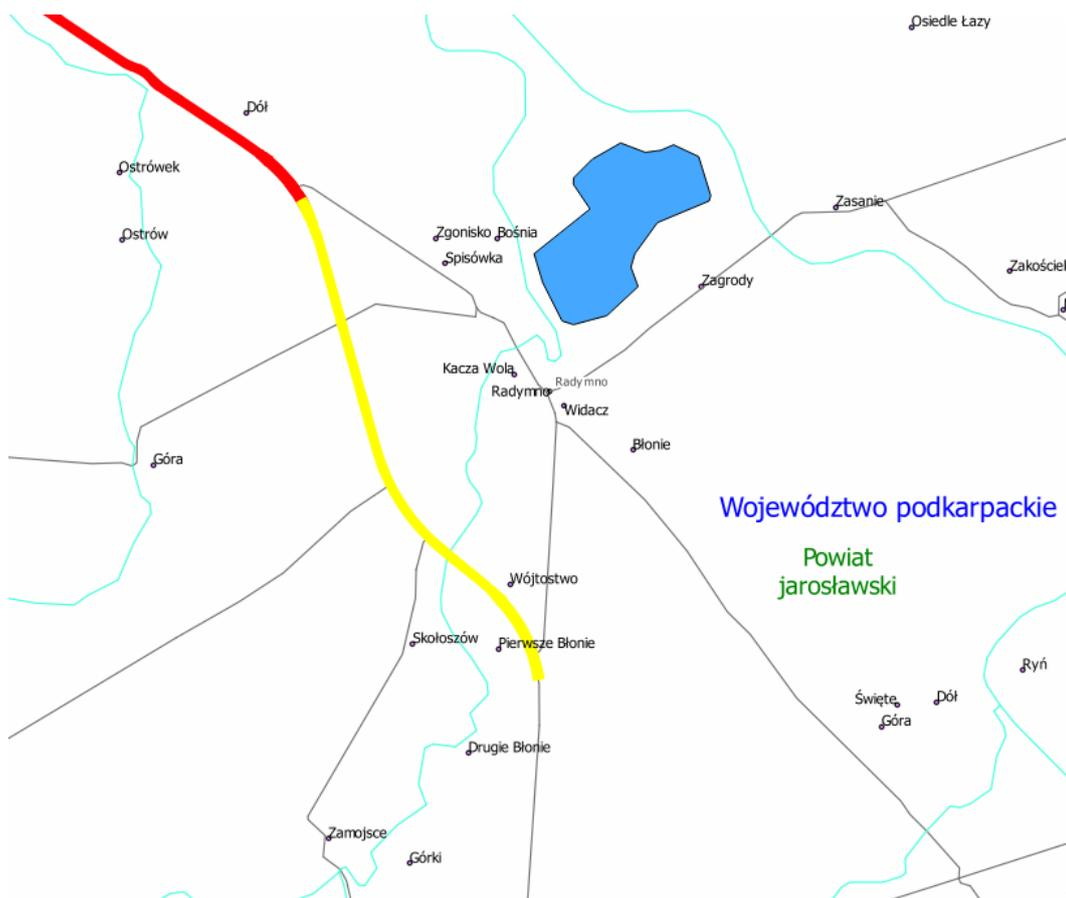 Osiedle Łazy
Dół
Ostrówek
Zasanie
Ostrów
Zgonisko
Bośnia
Spisówka
Zakościel
Zagrody
Kacza Wola
Radymno
Radymno
Widacz
Błonie
Góra
Województwo podkarpackie
Powiat
jarosławski
Wójtostwo
Skołoszów
Pierwsze Błonie
Ryń
Święte
Dół
Góra
Drugie Błonie
Zamojsce
Górki